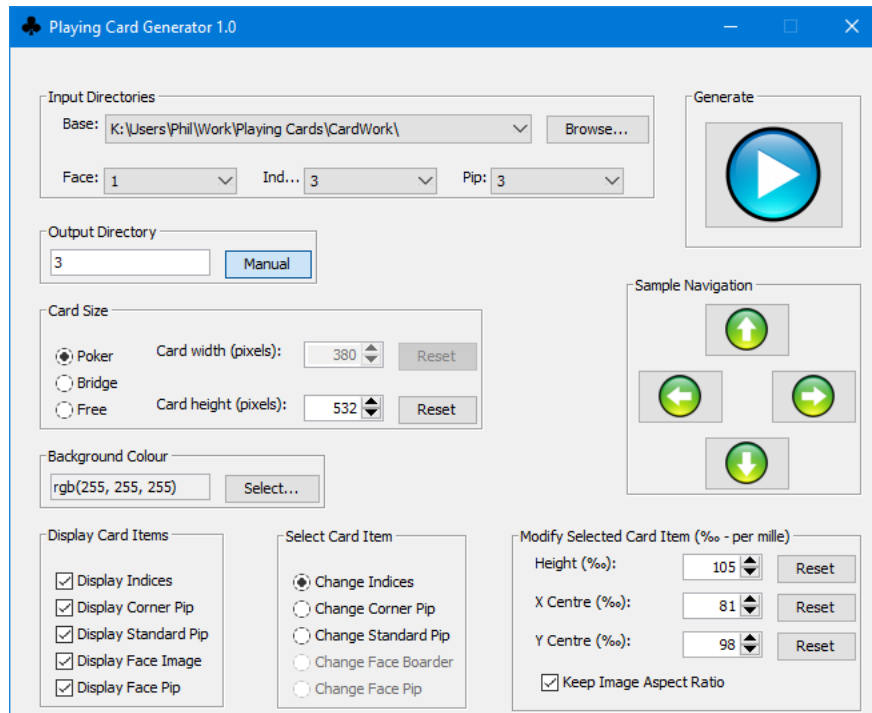 Playing Card Generator 1.0
Input Directories
Base: K:\Users\Phil\Work\Playing Cards\CardWork\ Browse...
Face: 1 Ind... 3 Pip: 3
Generate
Output Directory
3 Manual
Card Size
Poker
Bridge
Free
Card width (pixels): 380 Reset
Card height (pixels): 532 Reset
Sample Navigation
Background Colour
rgb(255, 255, 255) Select...
Display Card Items
Display Indices
Display Corner Pip
Display Standard Pip
Display Face Image
Display Face Pip
Select Card Item
Change Indices
Change Corner Pip
Change Standard Pip
Change Face Boarder
Change Face Pip
Modify Selected Card Item (‰ - per mille)
Height (‰): 105 Reset
X Centre (‰): 81 Reset
Y Centre (‰): 98 Reset
Keep Image Aspect Ratio